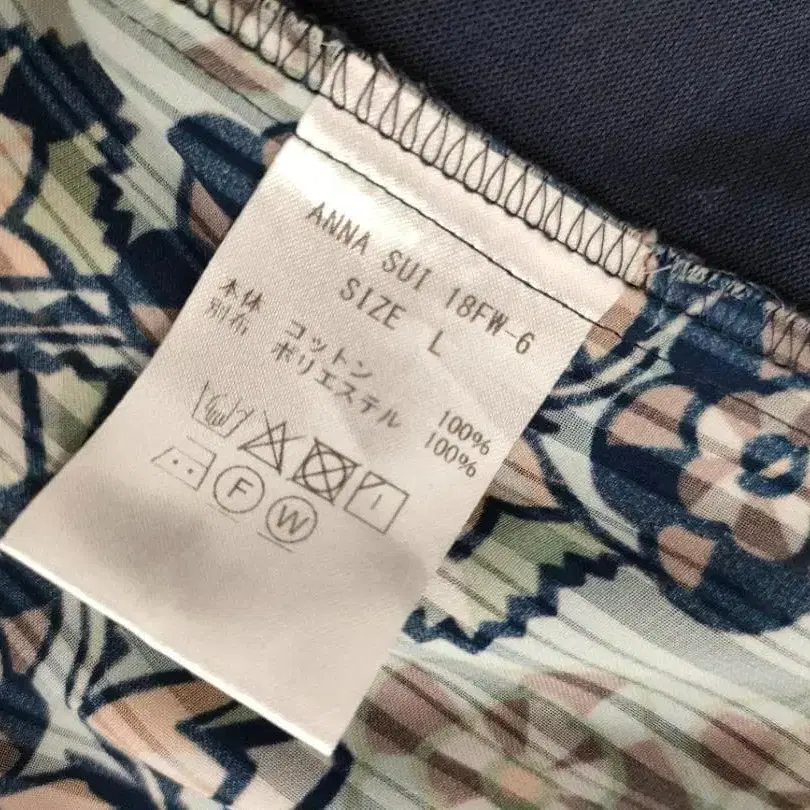 ANNA SUI 18FW-6
SIZE L
本体 コットン 100%
別布 ポリエステル 100%
F W